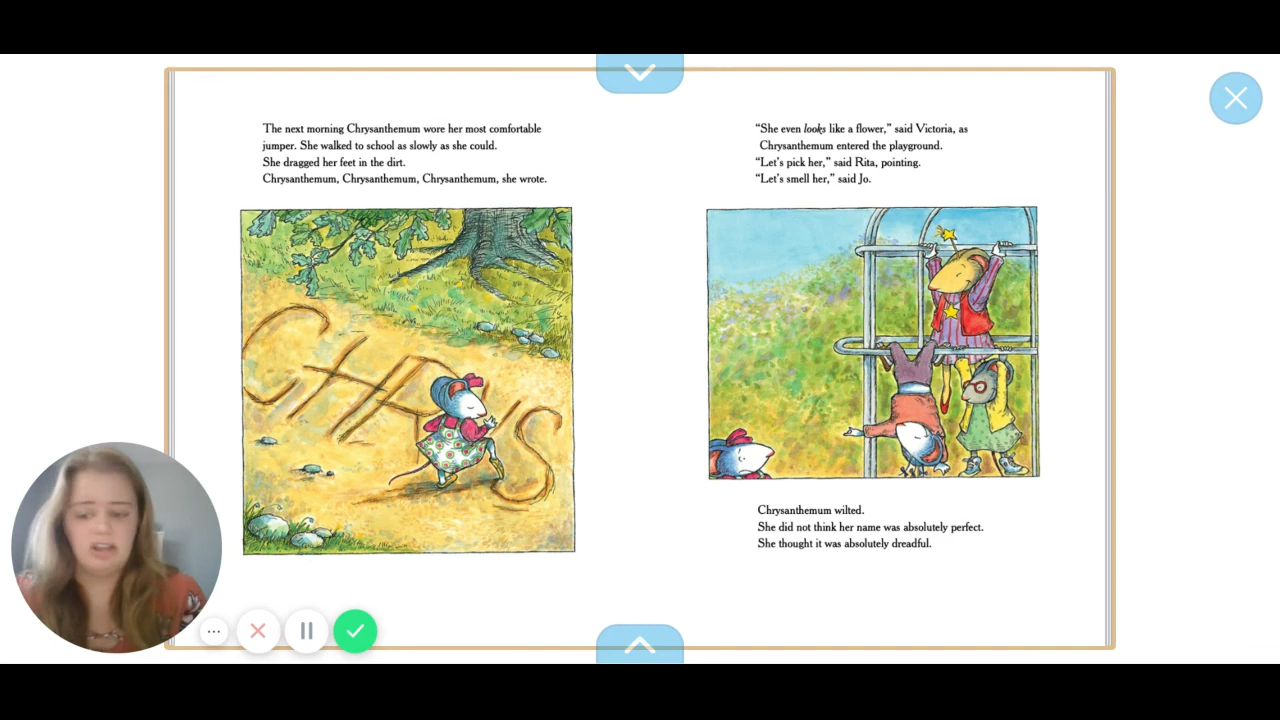 The next morning Chrysanthemum wore her most comfortable
jumper. She walked to school as slowly as she could.
She dragged her feet in the dirt.
Chrysanthemum, Chrysanthemum, Chrysanthemum, she wrote.
CHRYS
“She even looks like a flower,” said Victoria, as
Chrysanthemum entered the playground.
“Let’s pick her,” said Rita, pointing.
“Let’s smell her,” said Jo.
Chrysanthemum wilted.
She did not think her name was absolutely perfect.
She thought it was absolutely dreadful.